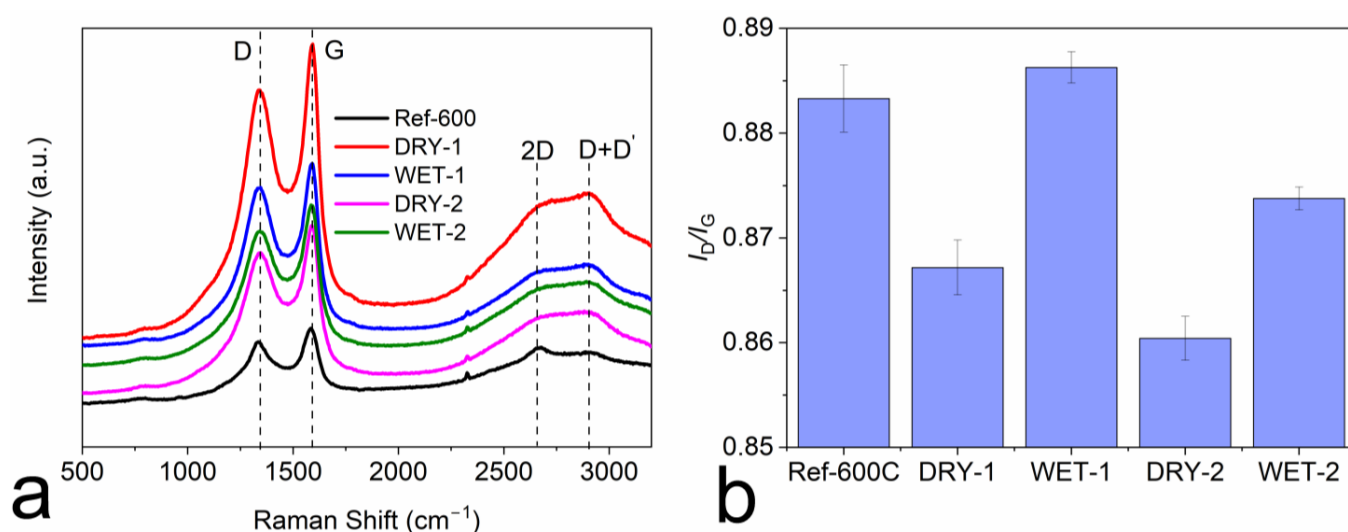 D
G
Ref-600
DRY-1
WET-1
DRY-2
WET-2
2D
D+D'
Intensity (a.u.)
500
1000
1500
2000
2500
3000
Raman Shift (cm⁻¹)
a
0.89
0.88
0.87
0.86
0.85
I_D/I_G
Ref-600C
DRY-1
WET-1
DRY-2
WET-2
b